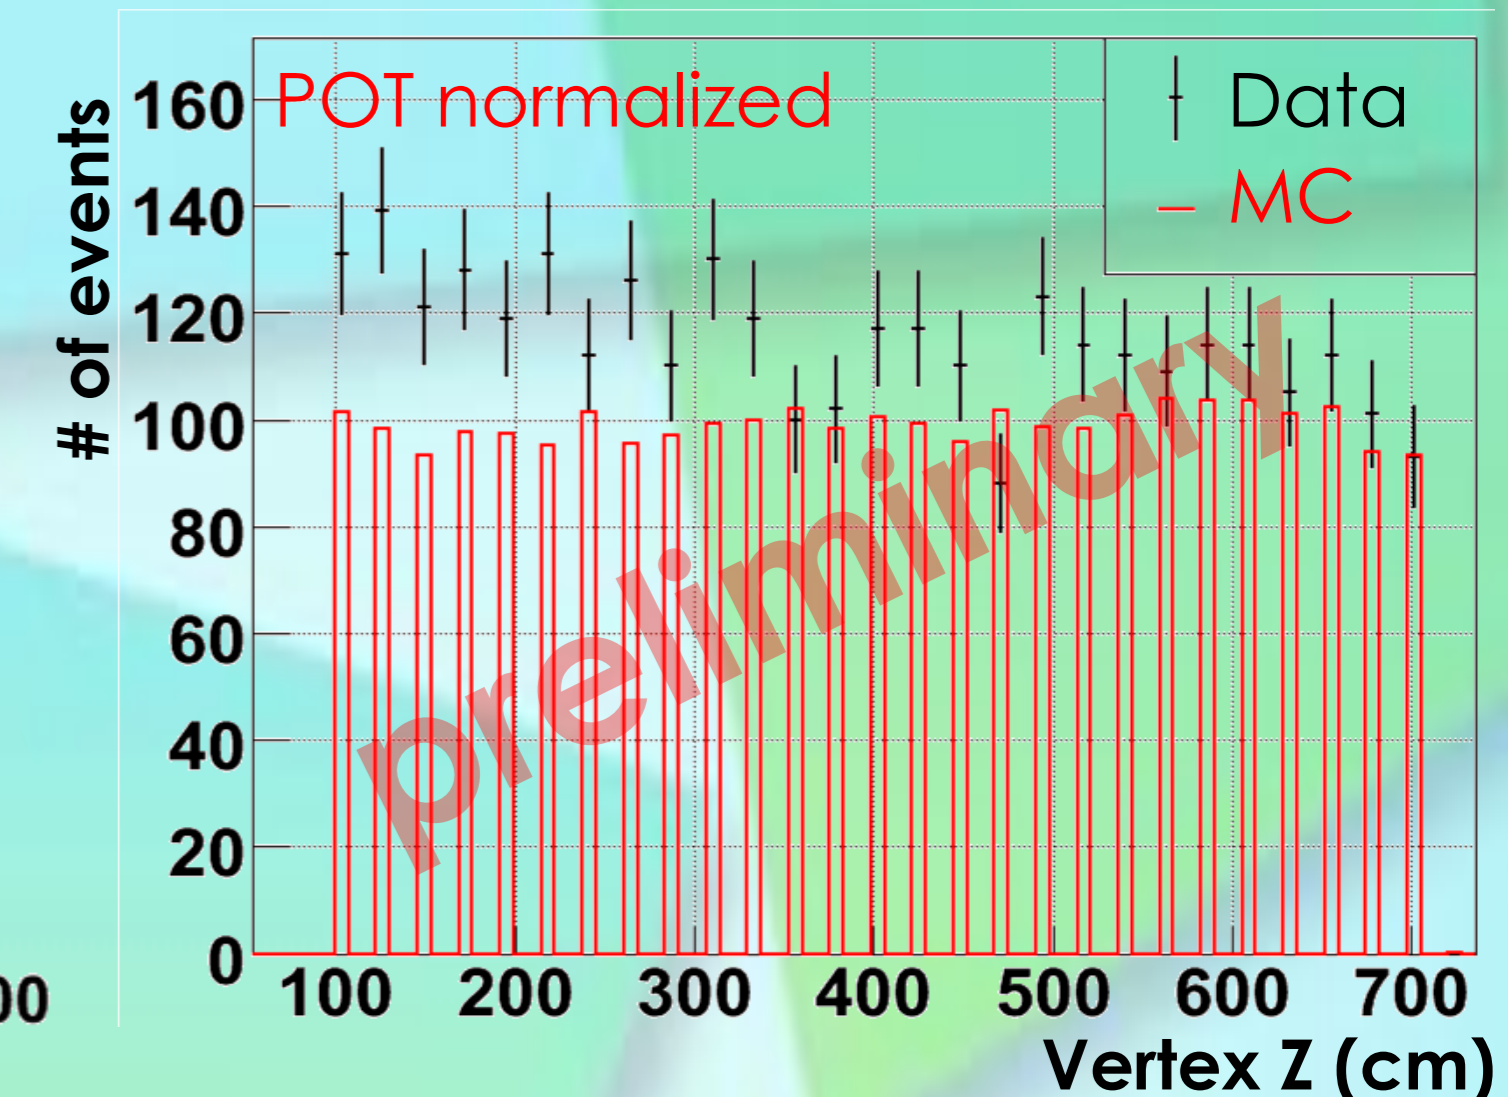 # of events
160
140
120
100
80
60
40
20
0
POT normalized
Data
MC
preliminary
100 200 300 400 500 600 700
Vertex Z (cm)
00